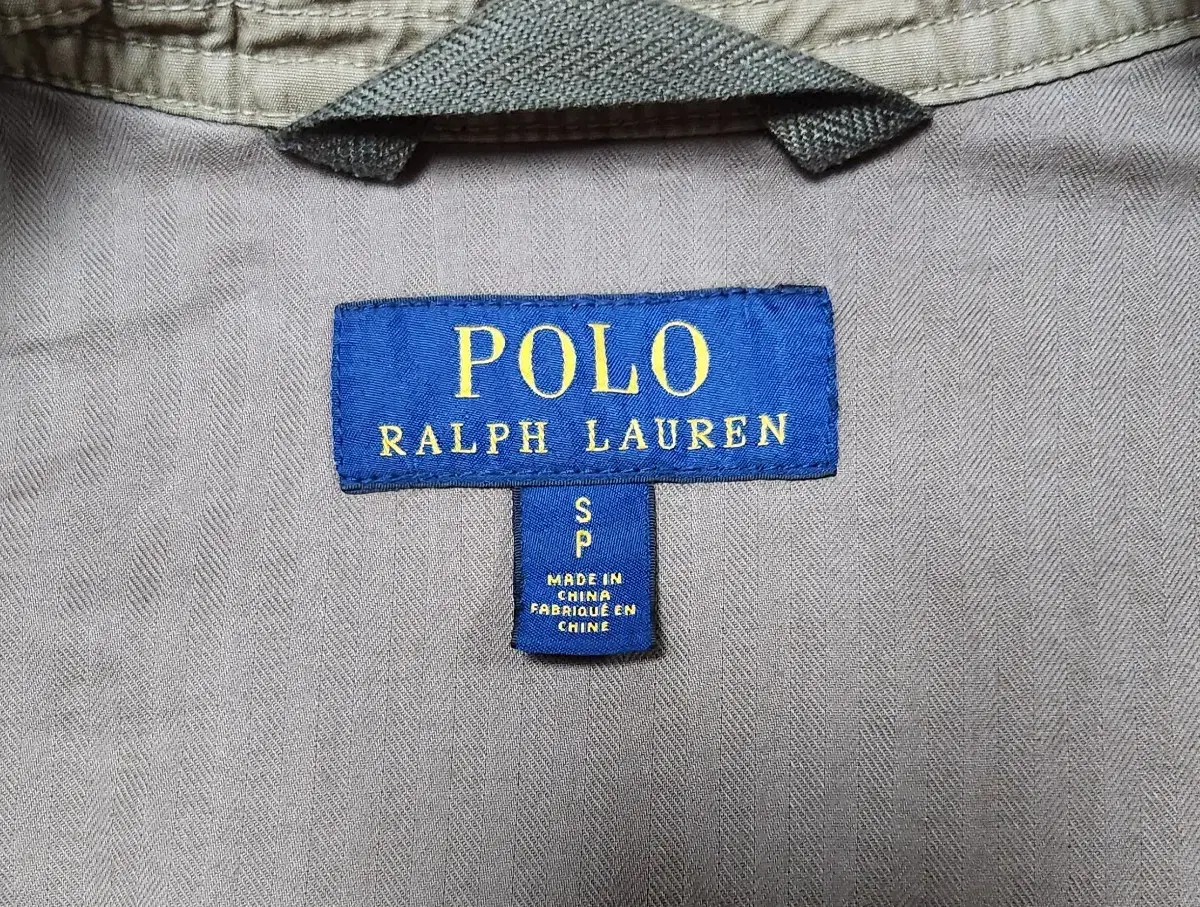 POLO
RALPH LAUREN
S
P
MADE IN
CHINA
FABRIQUÉ EN
CHINE